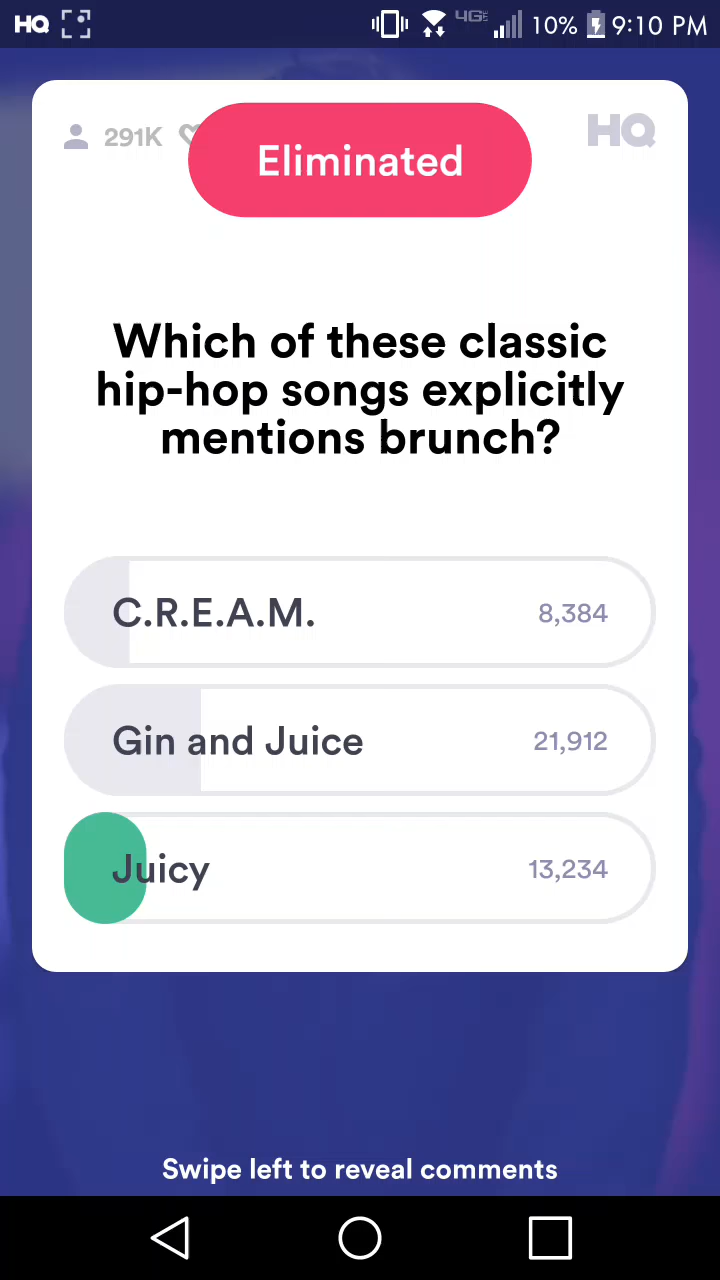 HQ 4G 10% 9:10 PM
291K HQ
Eliminated
Which of these classic
hip-hop songs explicitly
mentions brunch?
C.R.E.A.M. 8,384
Gin and Juice 21,912
Juicy 13,234
Swipe left to reveal comments